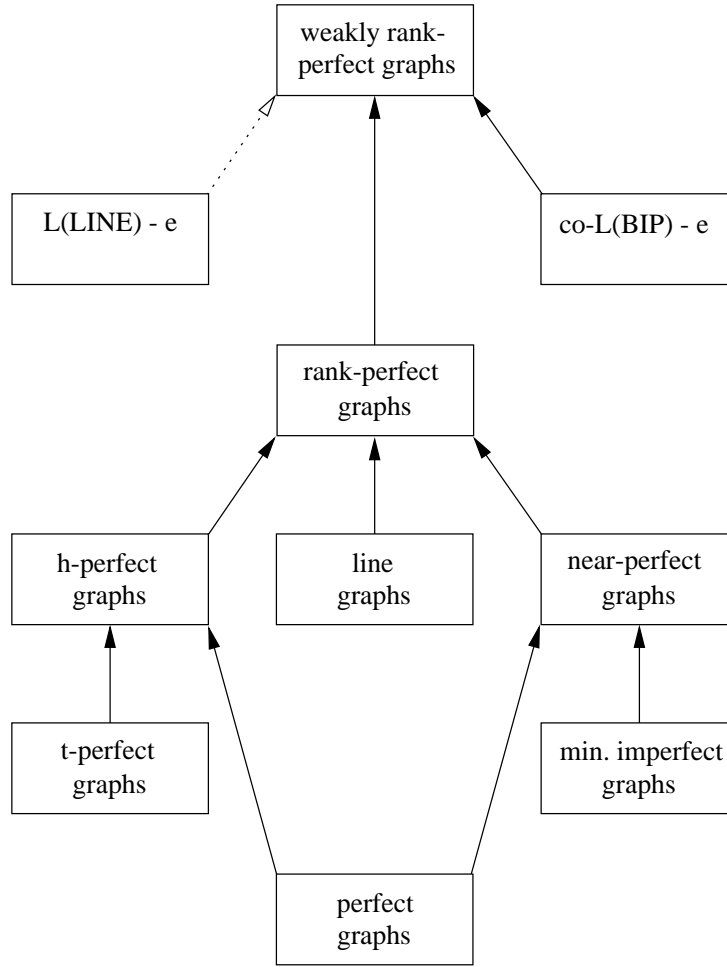 weakly rank-
perfect graphs
L(LINE) - e
co-L(BIP) - e
rank-perfect
graphs
h-perfect
graphs
line
graphs
near-perfect
graphs
t-perfect
graphs
min. imperfect
graphs
perfect
graphs